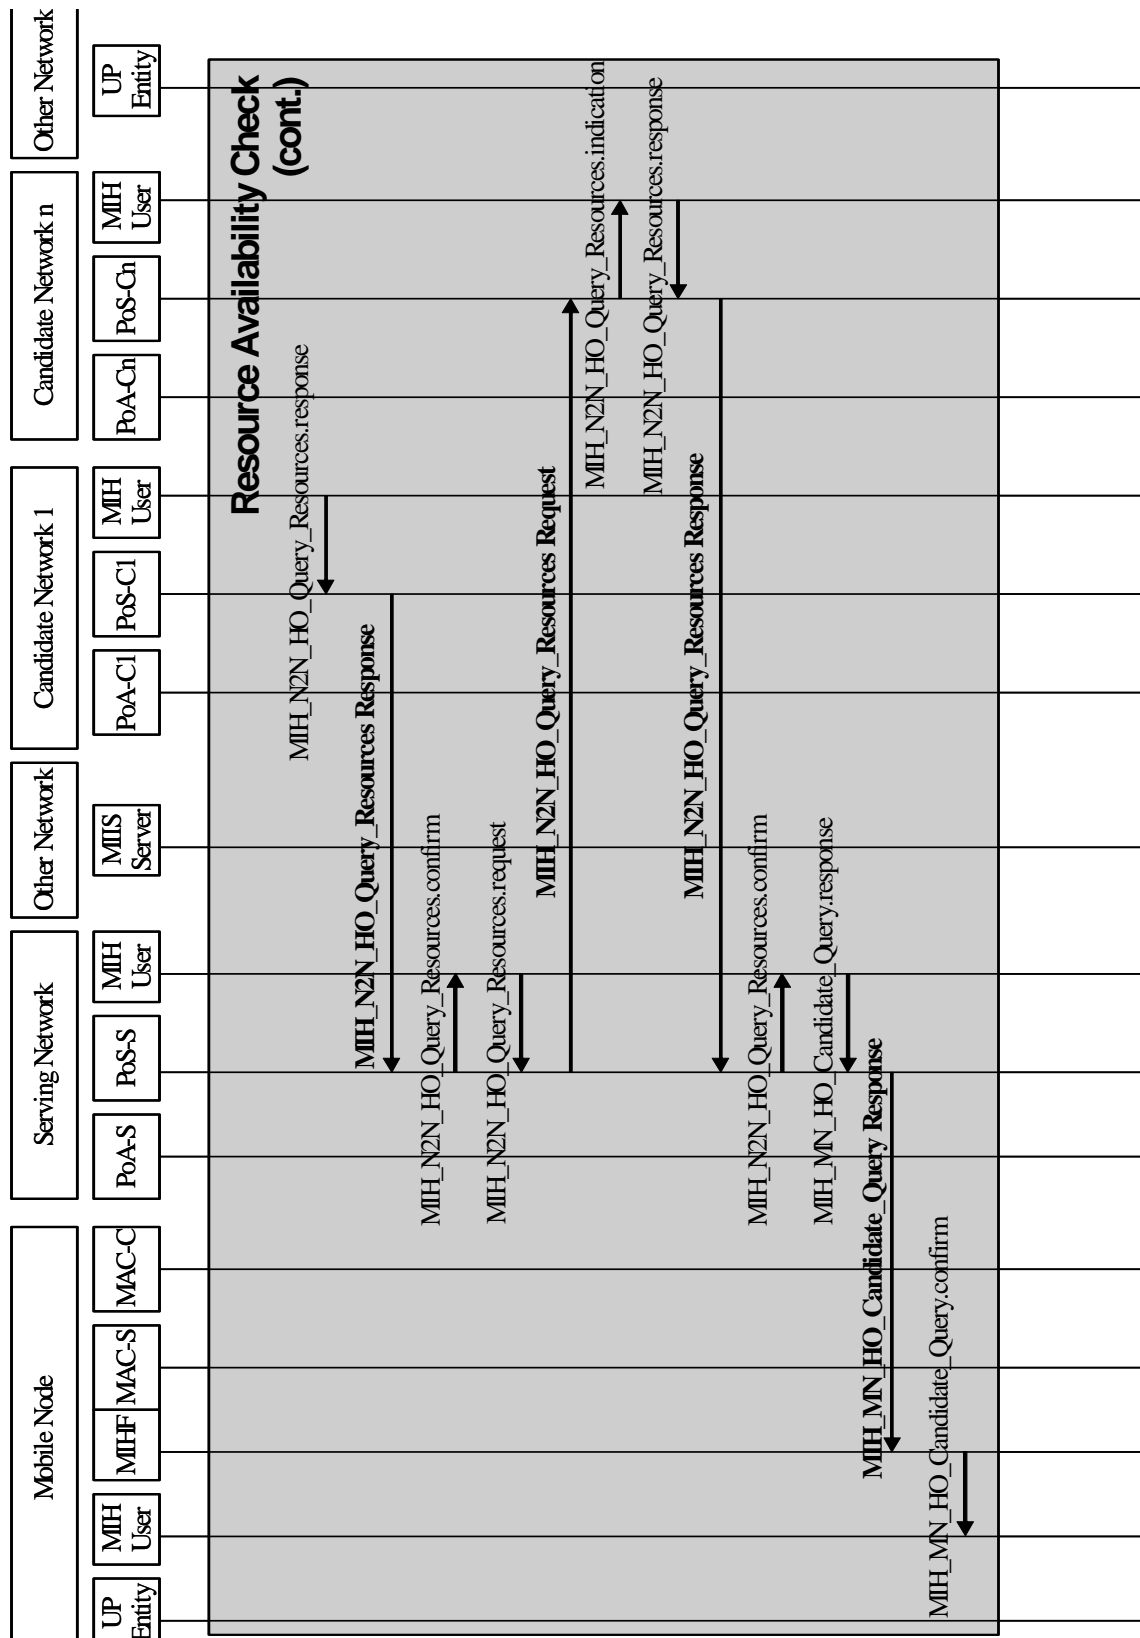 Mobile Node
Serving Network
Other Network
Candidate Network 1
Candidate Network n
Other Network
UP
Entity
MIH
User
MIHF
MAC-S
MAC-C
PoA-S
PoS-S
MIH
User
MIIS
Server
PoA-C1
PoS-C1
MIH
User
PoA-Cn
PoS-Cn
MIH
User
UP
Entity
Resource Availability Check
(cont.)
MIH_N2N_HO_Query_Resources.response
MIH_N2N_HO_Query_Resources Response
MIH_N2N_HO_Query_Resources.confirm
MIH_N2N_HO_Query_Resources.request
MIH_N2N_HO_Query_Resources Request
MIH_N2N_HO_Query_Resources.indication
MIH_N2N_HO_Query_Resources.response
MIH_N2N_HO_Query_Resources Response
MIH_N2N_HO_Query_Resources.confirm
MIH_MN_HO_Candidate_Query.response
MIH_MN_HO_Candidate_Query Response
MIH_MN_HO_Candidate_Query.confirm